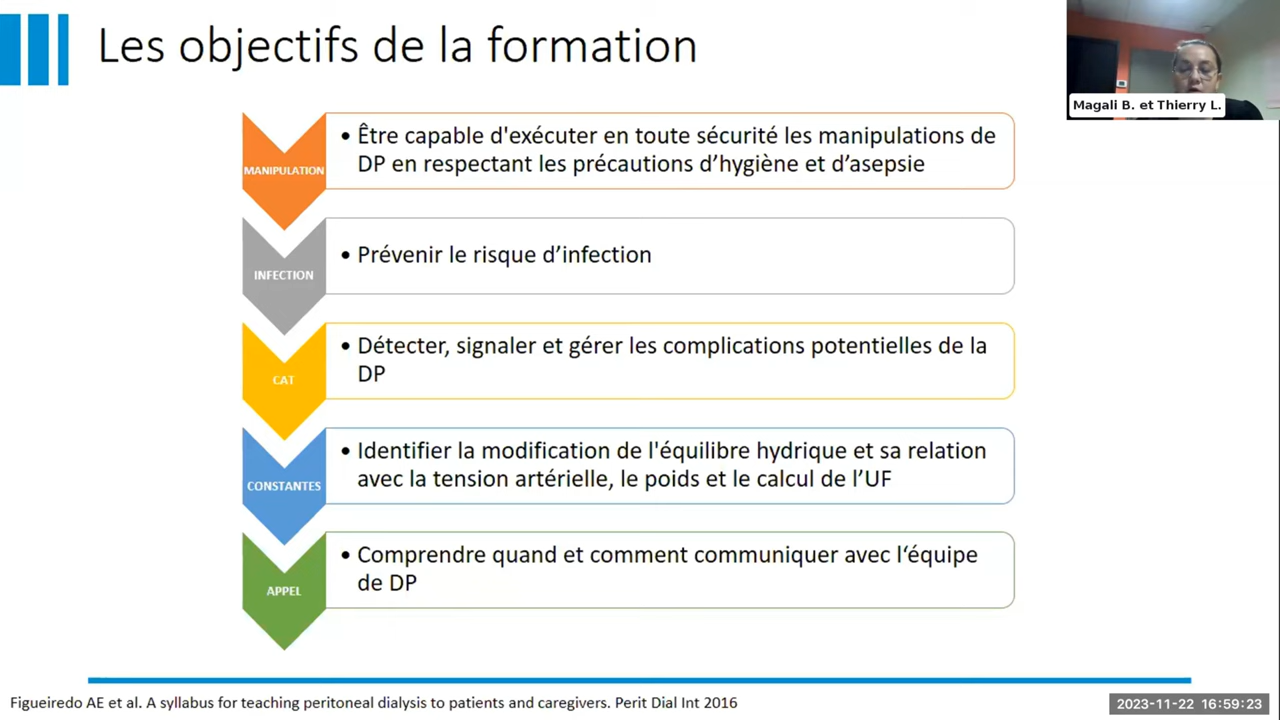 Les objectifs de la formation
Magali B. et Thierry L.
MANIPULATION
• Être capable d'exécuter en toute sécurité les manipulations de
DP en respectant les précautions d’hygiène et d’asepsie
INFECTION
• Prévenir le risque d’infection
CAT
• Détecter, signaler et gérer les complications potentielles de la
DP
CONSTANTES
• Identifier la modification de l'équilibre hydrique et sa relation
avec la tension artérielle, le poids et le calcul de l’UF
APPEL
• Comprendre quand et comment communiquer avec l‘équipe
de DP
Figueiredo AE et al. A syllabus for teaching peritoneal dialysis to patients and caregivers. Perit Dial Int 2016
2023-11-22 16:59:23